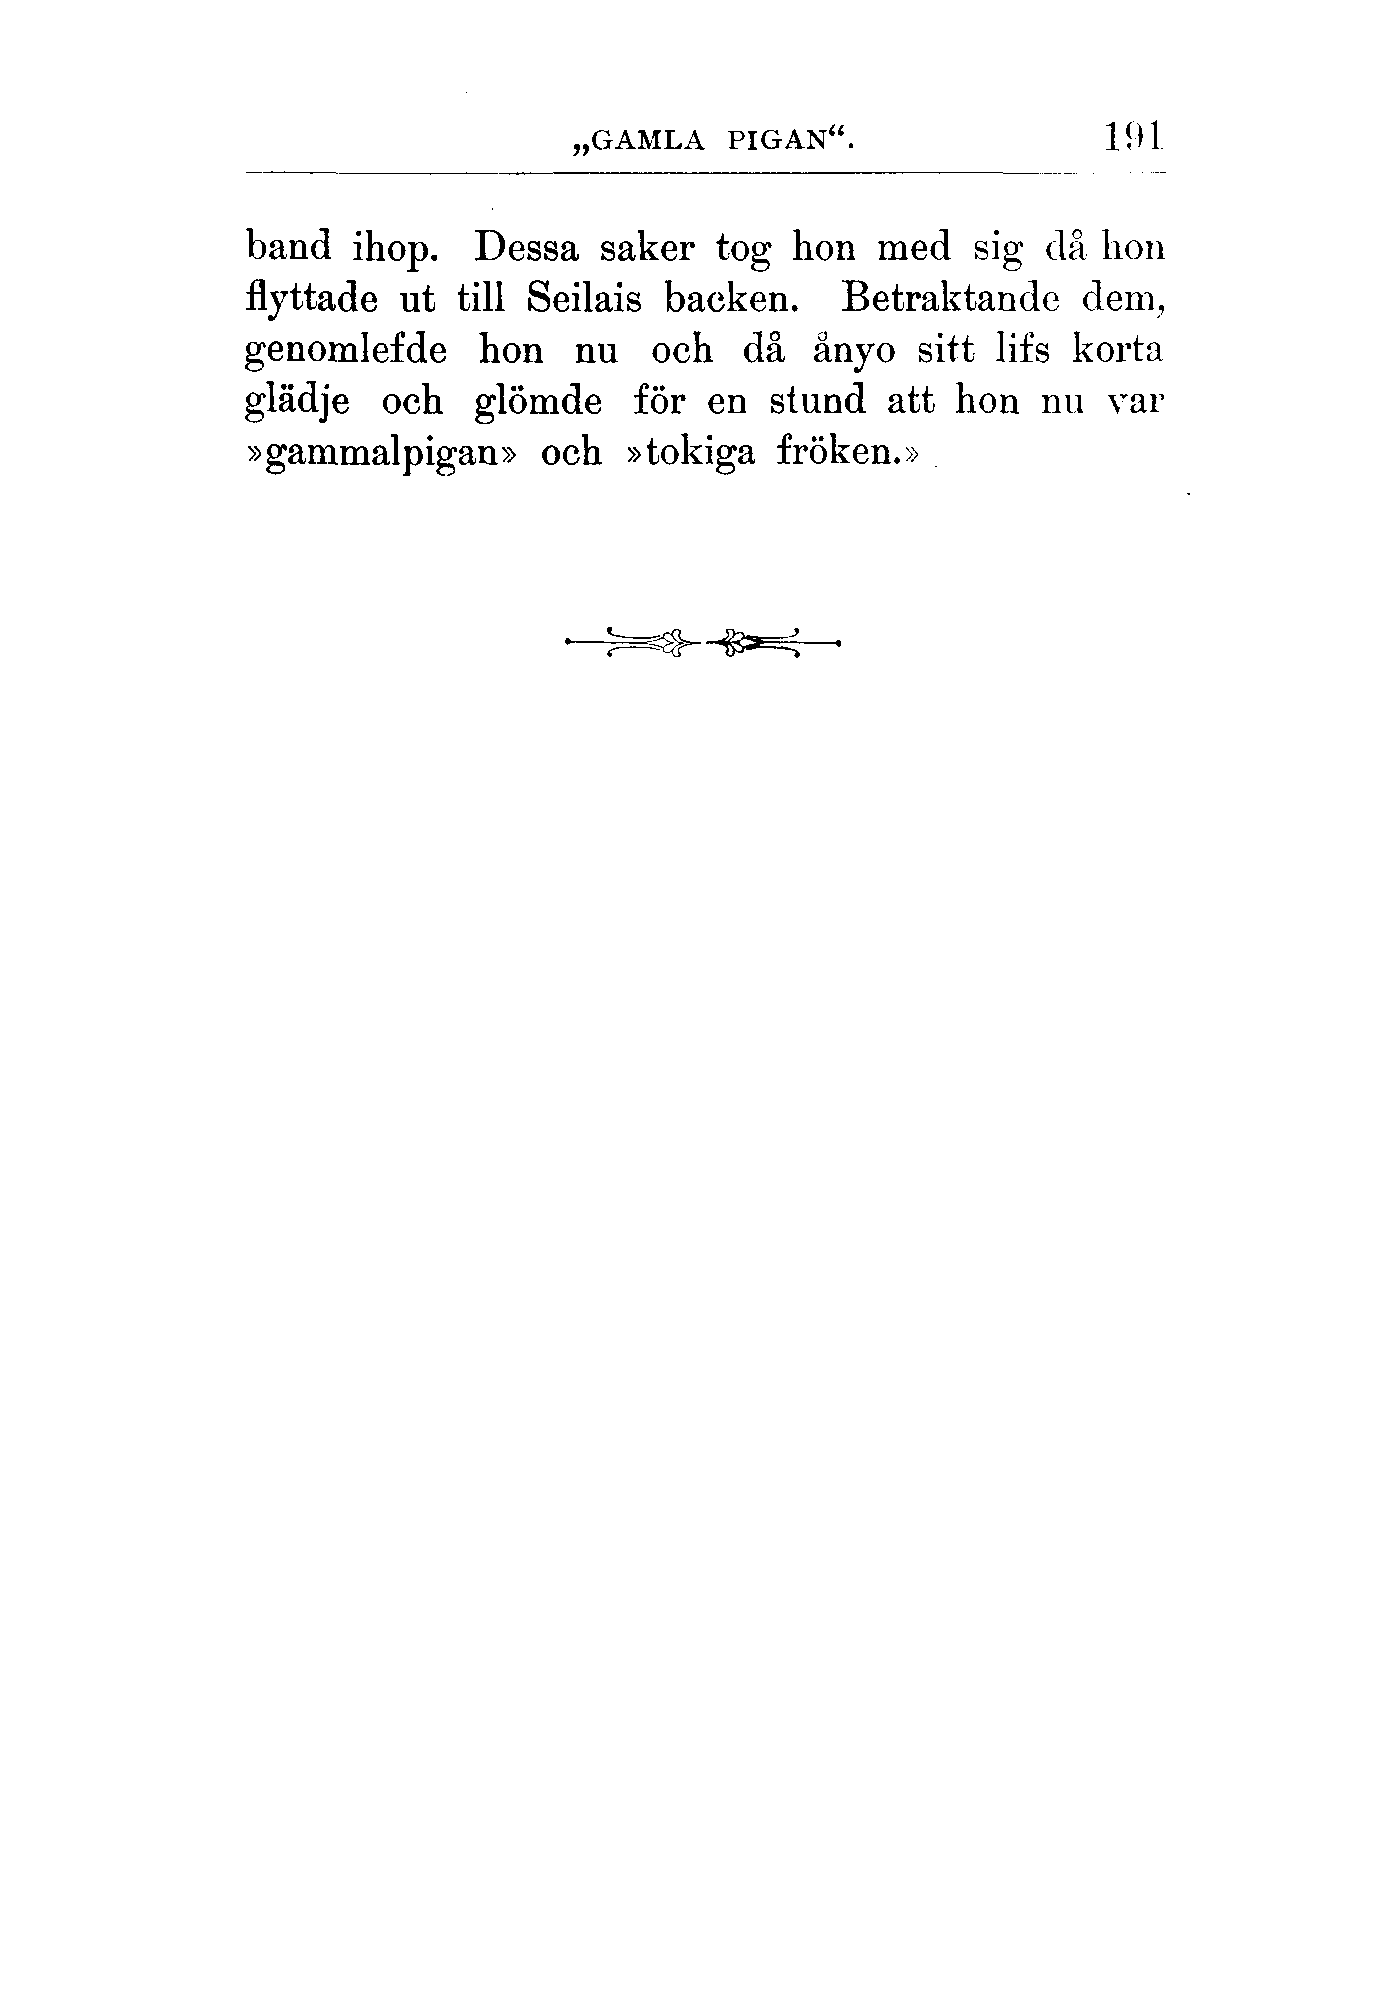 „GAMLA PIGAN“. 191
band ihop. Dessa saker tog hon med sig då hon
flyttade ut till Seilais backen. Betraktande dem,
genomlefde hon nu och då ånyo sitt lifs korta
glädje och glömde för en stund att hon nu var
»gammalpigan» och »tokiga fröken.»